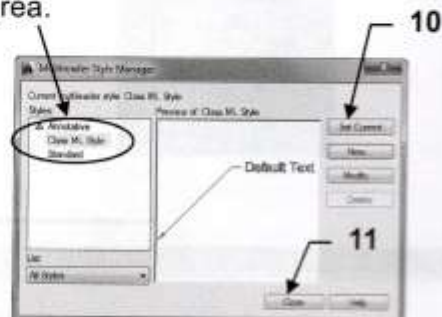 rea.
10
Multileader Style Manager
Current multileader style: Class ML Style
Styles:
Preview of: Class ML Style
Annotative
Class ML Style
Standard
Default Text
Set Current
New...
Modify...
Delete
11
List:
All Styles
Close
Help